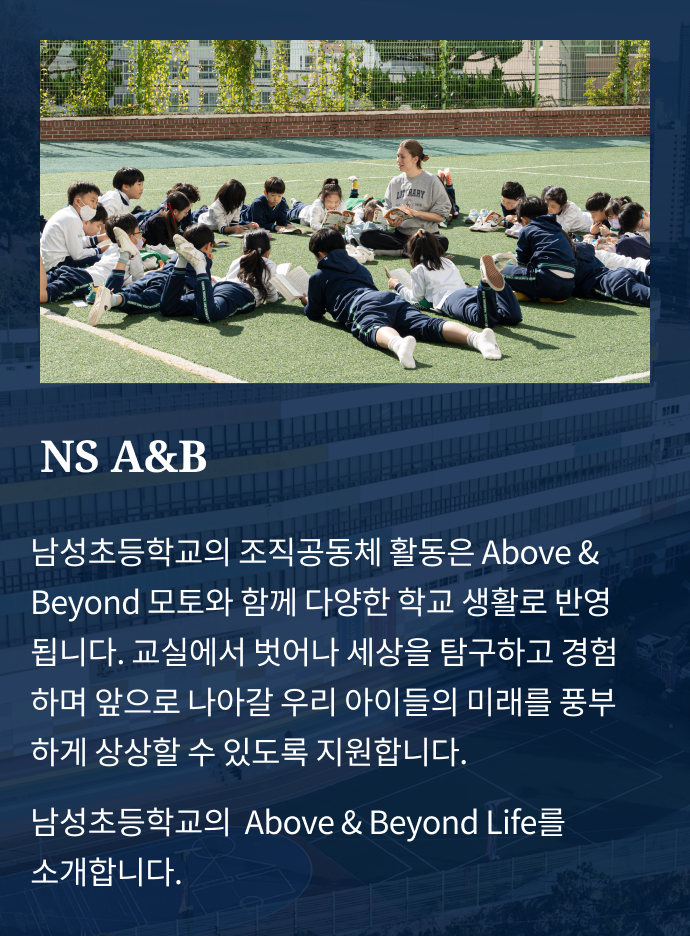 NS A&B
남성초등학교의 조직공동체 활동은 Above &
Beyond 모토와 함께 다양한 학교 생활로 반영
됩니다. 교실에서 벗어나 세상을 탐구하고 경험
하며 앞으로 나아갈 우리 아이들의 미래를 풍부
하게 상상할 수 있도록 지원합니다.
남성초등학교의 Above & Beyond Life를
소개합니다.